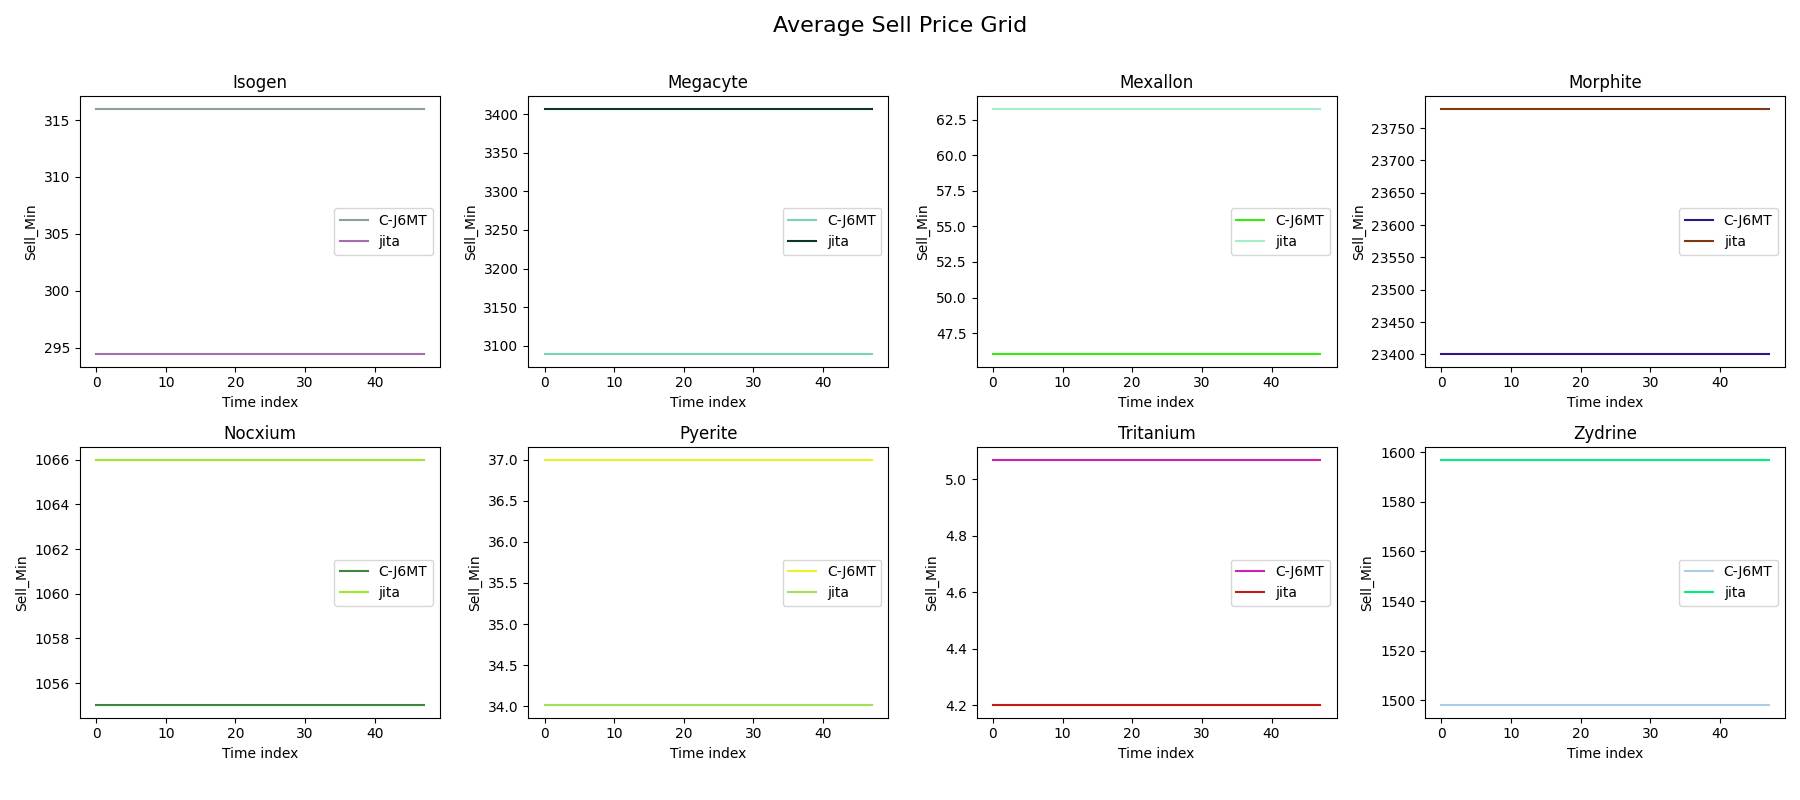 Average Sell Price Grid
Isogen
Sell_Min
315
310
305
300
295
C-J6MT
jita
0 10 20 30 40
Time index
Megacyte
Sell_Min
3400
3350
3300
3250
3200
3150
3100
C-J6MT
jita
0 10 20 30 40
Time index
Mexallon
Sell_Min
62.5
60.0
57.5
55.0
52.5
50.0
47.5
C-J6MT
jita
0 10 20 30 40
Time index
Morphite
Sell_Min
23750
23700
23650
23600
23550
23500
23450
23400
C-J6MT
jita
0 10 20 30 40
Time index
Nocxium
Sell_Min
1066
1064
1062
1060
1058
1056
C-J6MT
jita
0 10 20 30 40
Time index
Pyerite
Sell_Min
37.0
36.5
36.0
35.5
35.0
34.5
34.0
C-J6MT
jita
0 10 20 30 40
Time index
Tritanium
Sell_Min
5.0
4.8
4.6
4.4
4.2
C-J6MT
jita
0 10 20 30 40
Time index
Zydrine
Sell_Min
1600
1580
1560
1540
1520
1500
C-J6MT
jita
0 10 20 30 40
Time index